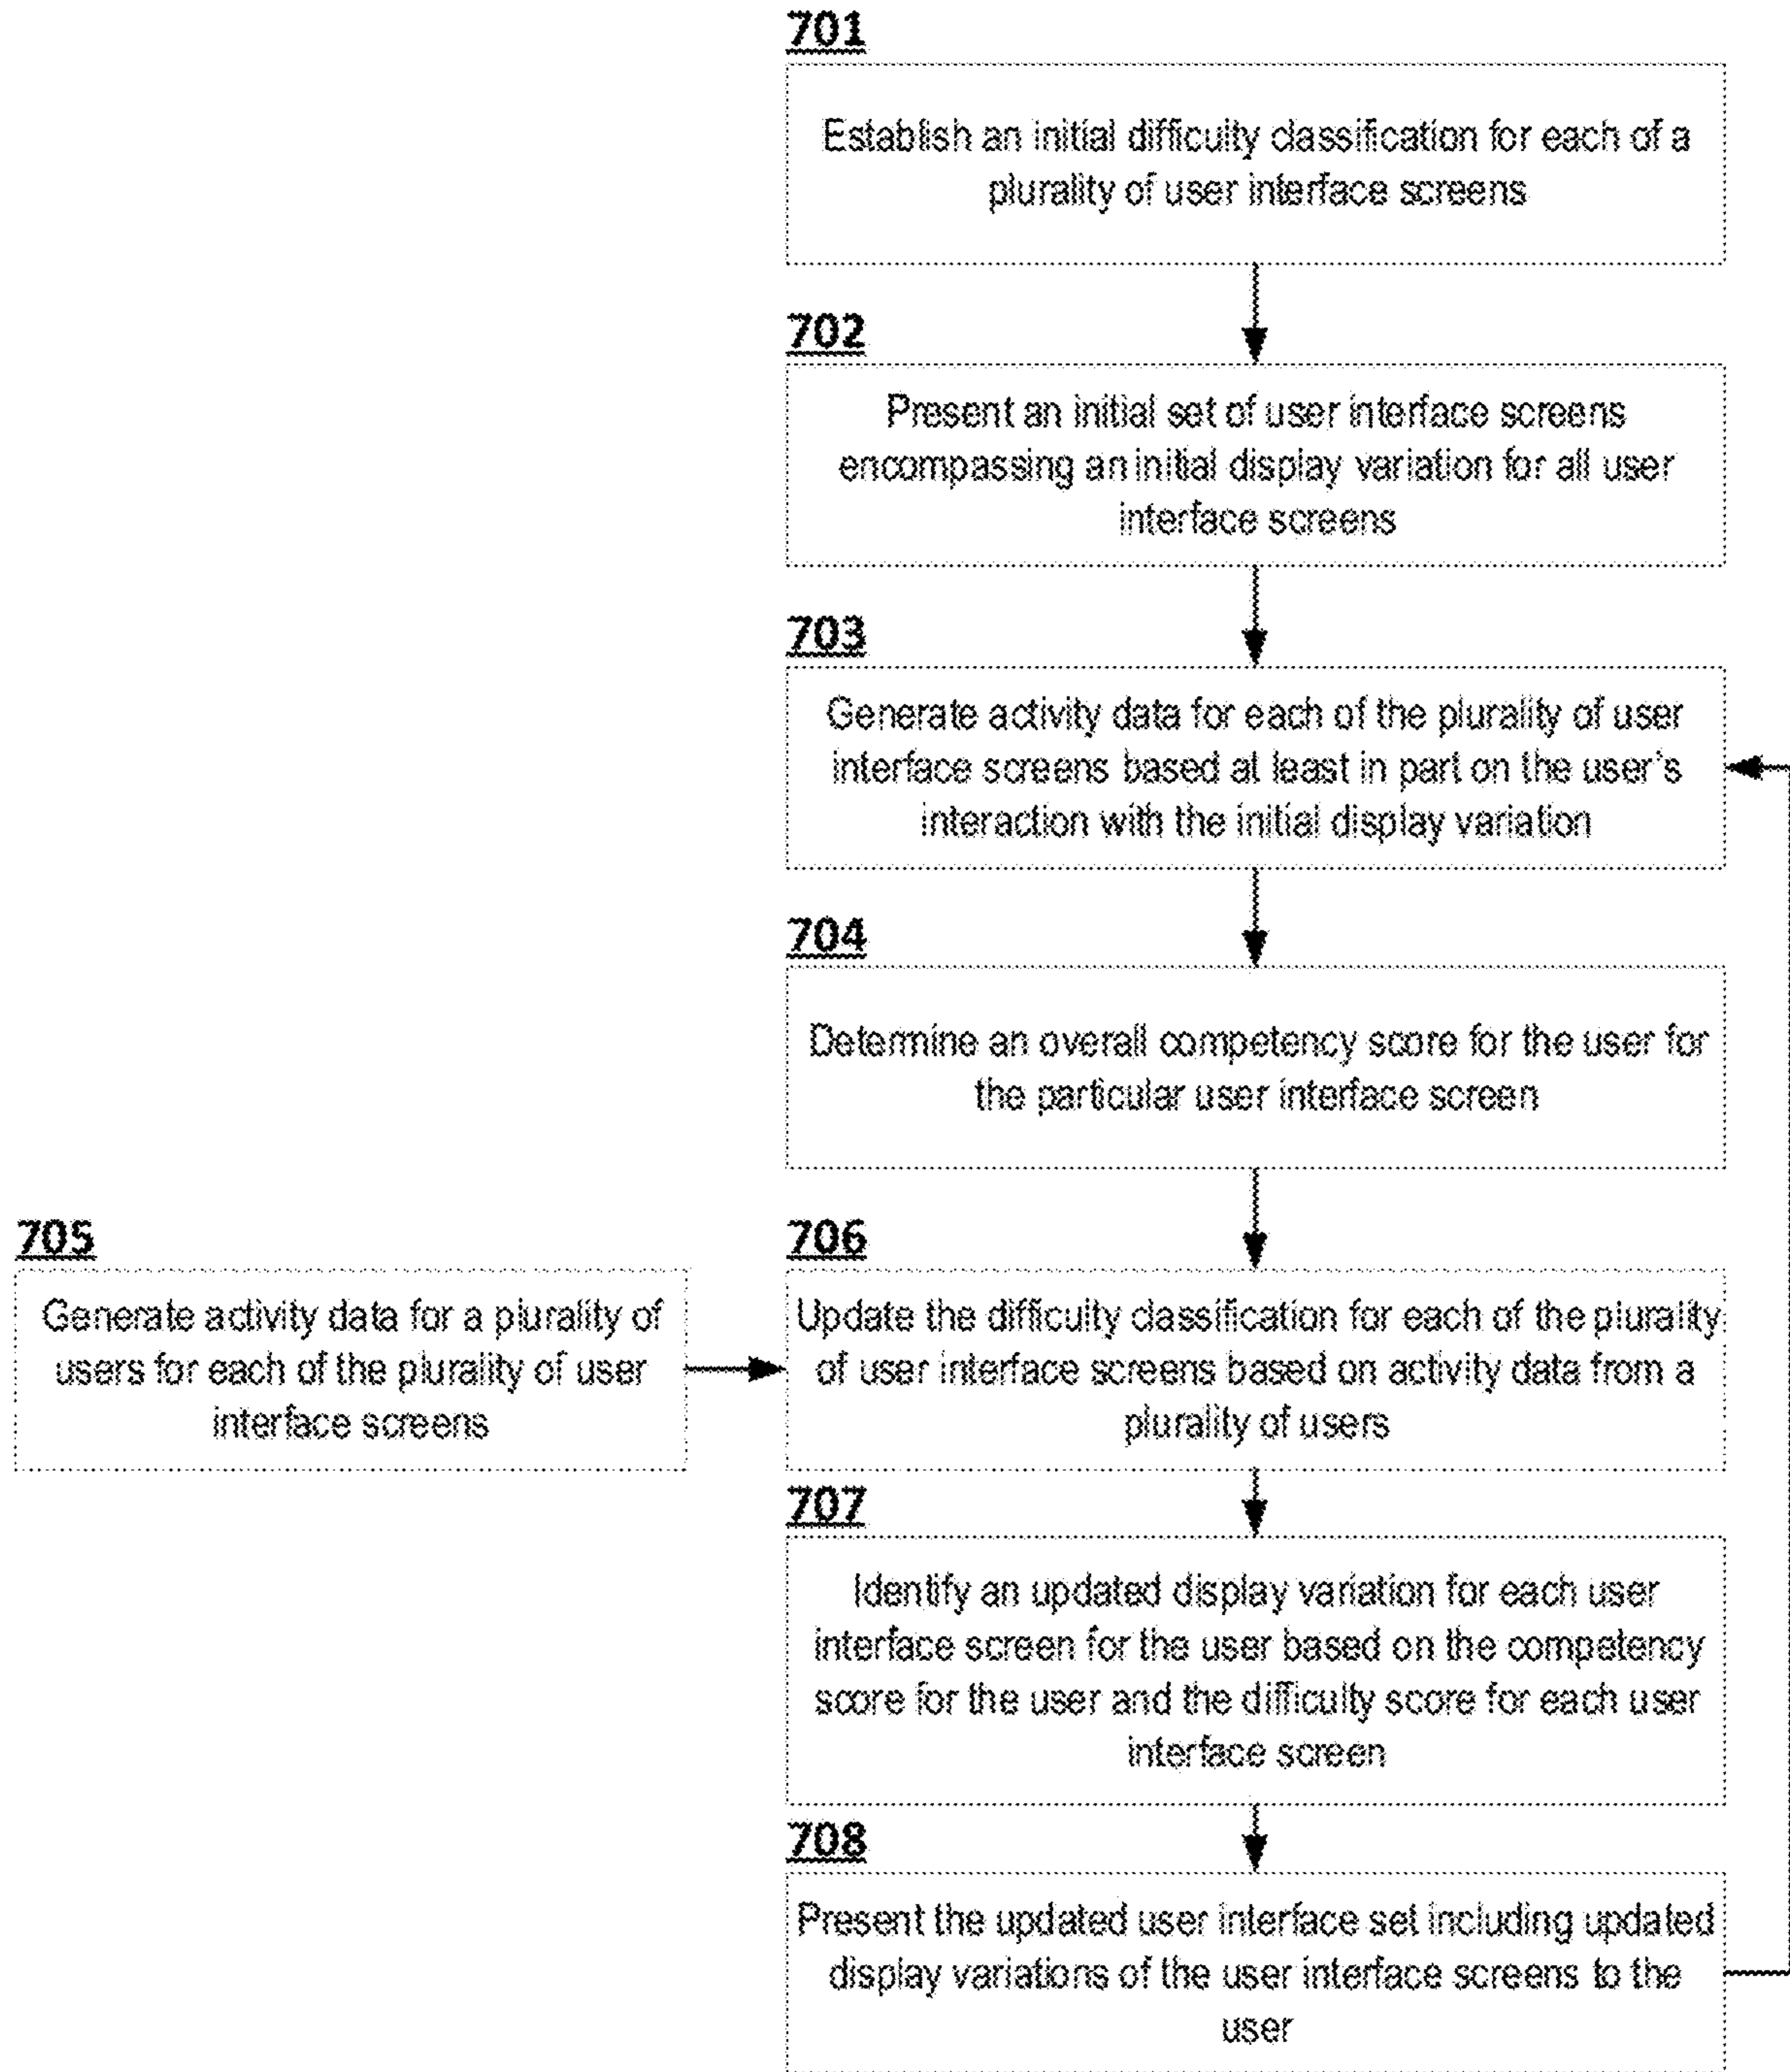 701
Establish an initial difficulty classification for each of a
plurality of user interface screens
702
Present an initial set of user interface screens
encompassing an initial display variation for all user
interface screens
703
Generate activity data for each of the plurality of user
interface screens based at least in part on the user's
interaction with the initial display variation
704
Determine an overall competency score for the user for
the particular user interface screen
705
Generate activity data for a plurality of
users for each of the plurality of user
interface screens
706
Update the difficulty classification for each of the plurality
of user interface screens based on activity data from a
plurality of users
707
Identify an updated display variation for each user
interface screen for the user based on the competency
score for the user and the difficulty score for each user
interface screen
708
Present the updated user interface set including updated
display variations of the user interface screens to the
user